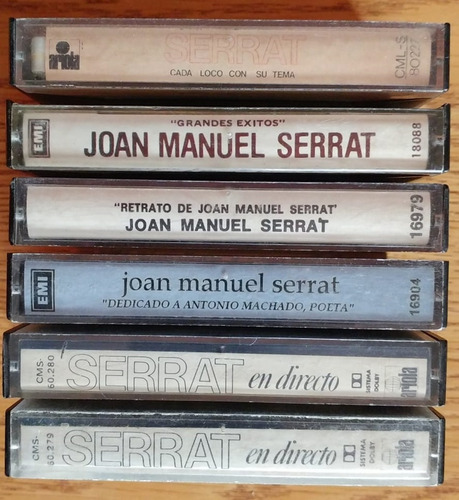 ariola
SERRAT
CADA LOCO CON SU TEMA
CML-S
EMI
"GRANDES EXITOS"
JOAN MANUEL SERRAT
18088
"RETRATO DE JOAN MANUEL SERRAT"
JOAN MANUEL SERRAT
16979
EMI
joan manuel serrat
"DEDICADO A ANTONIO MACHADO, POETA"
16904
CMS-
60.280
SERRAT en directo
SISTEMA
DOLBY
ariola
CMS-
60.279
SERRAT en directo
SISTEMA
DOLBY
ariola